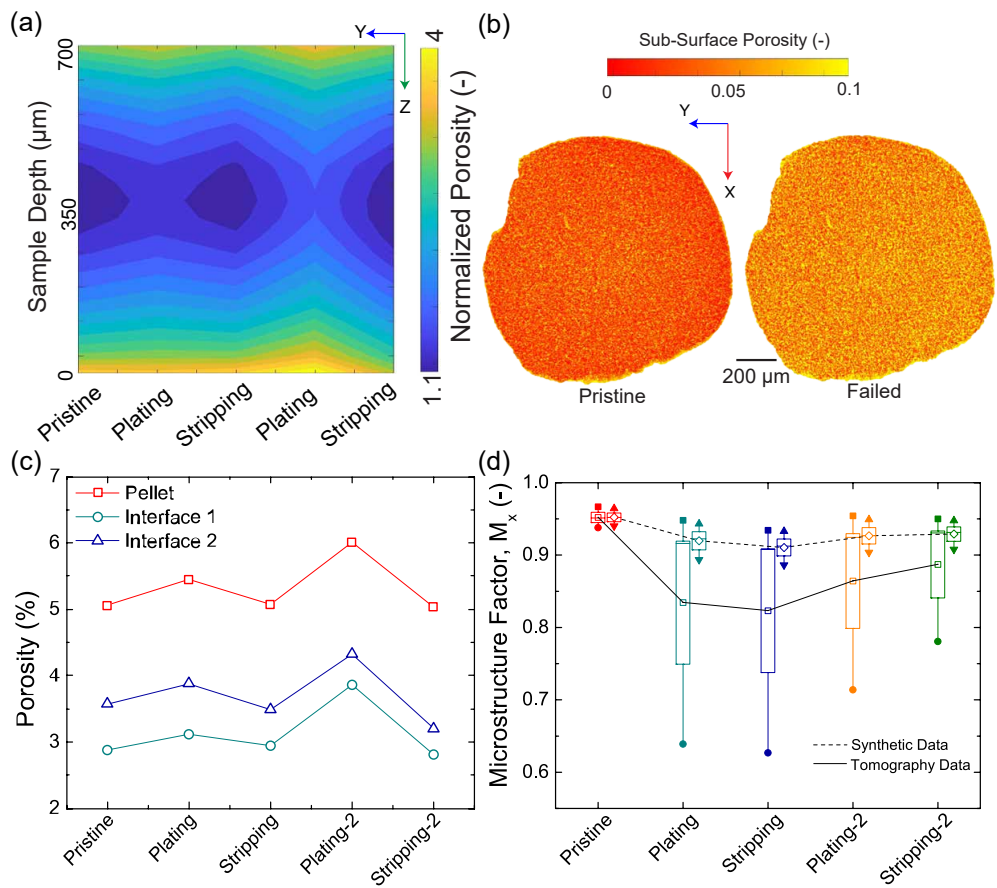 (a)
Y
Z
700
350
0
Sample Depth (μm)
Pristine
Plating
Stripping
Plating
Stripping
4
1.1
Normalized Porosity (-)
(b)
Sub-Surface Porosity (-)
0
0.05
0.1
Y
X
200 μm
Pristine
Failed
(c)
7
6
5
4
3
2
Porosity (%)
Pellet
Interface 1
Interface 2
Pristine
Plating
Stripping
Plating-2
Stripping-2
(d)
1.0
0.9
0.8
0.7
0.6
Microstructure Factor, Mₓ (-)
Synthetic Data
Tomography Data
Pristine
Plating
Stripping
Plating-2
Stripping-2